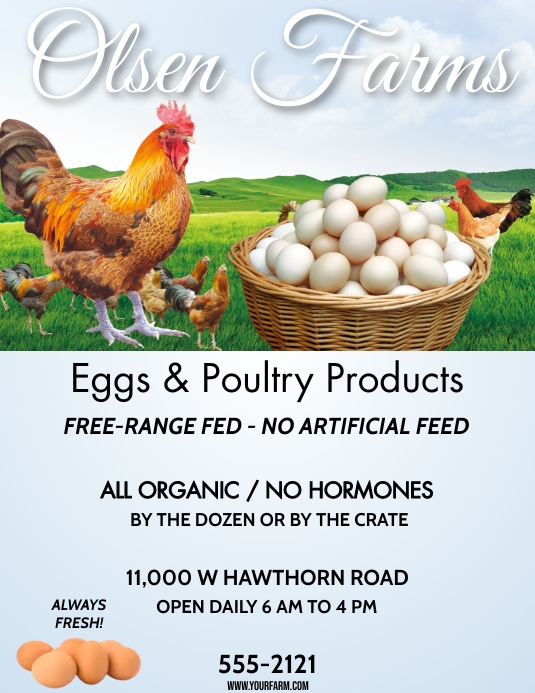 Olsen Farms
Eggs & Poultry Products
FREE-RANGE FED - NO ARTIFICIAL FEED
ALL ORGANIC / NO HORMONES
BY THE DOZEN OR BY THE CRATE
11,000 W HAWTHORN ROAD
OPEN DAILY 6 AM TO 4 PM
ALWAYS
FRESH!
555-2121
WWW.YOURFARM.COM